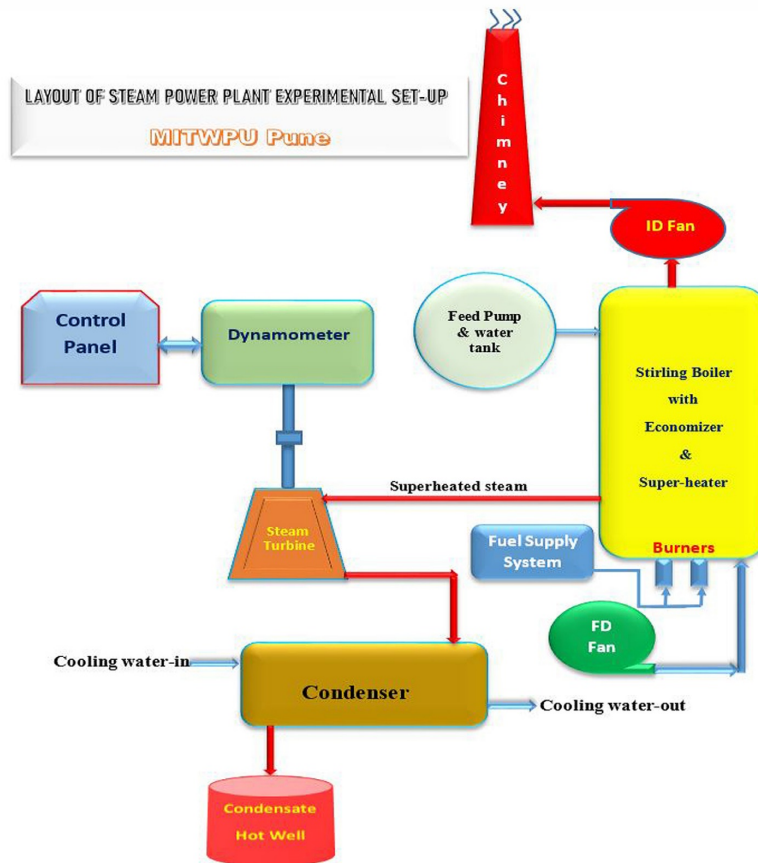 LAYOUT OF STEAM POWER PLANT EXPERIMENTAL SET-UP
MITWPU Pune
Chimney
ID Fan
Control
Panel
Dynamometer
Feed Pump
& water
tank
Stirling Boiler
with
Economizer
&
Super-heater
Superheated steam
Steam
Turbine
Fuel Supply
System
Burners
FD
Fan
Cooling water-in
Condenser
Cooling water-out
Condensate
Hot Well